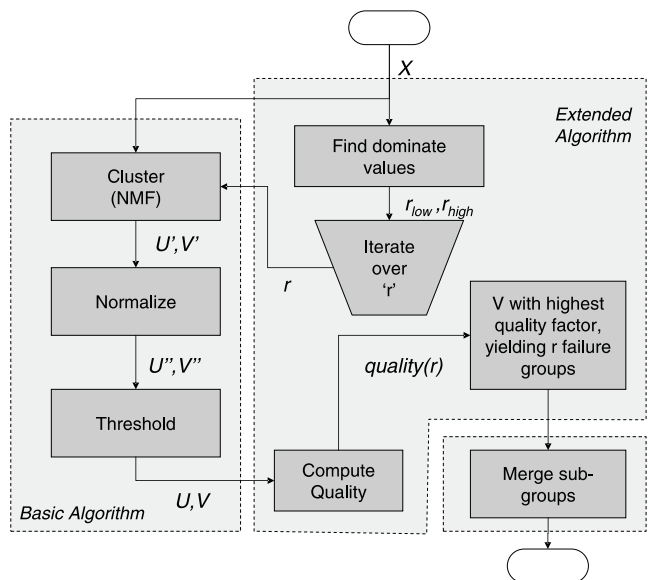 X
Extended
Algorithm
Find dominate
values
r_low, r_high
Cluster
(NMF)
Iterate
over
'r'
r
U',V'
Normalize
V with highest
quality factor,
yielding r failure
groups
U'',V''
quality(r)
Threshold
Compute
Quality
Merge sub-
groups
U,V
Basic Algorithm